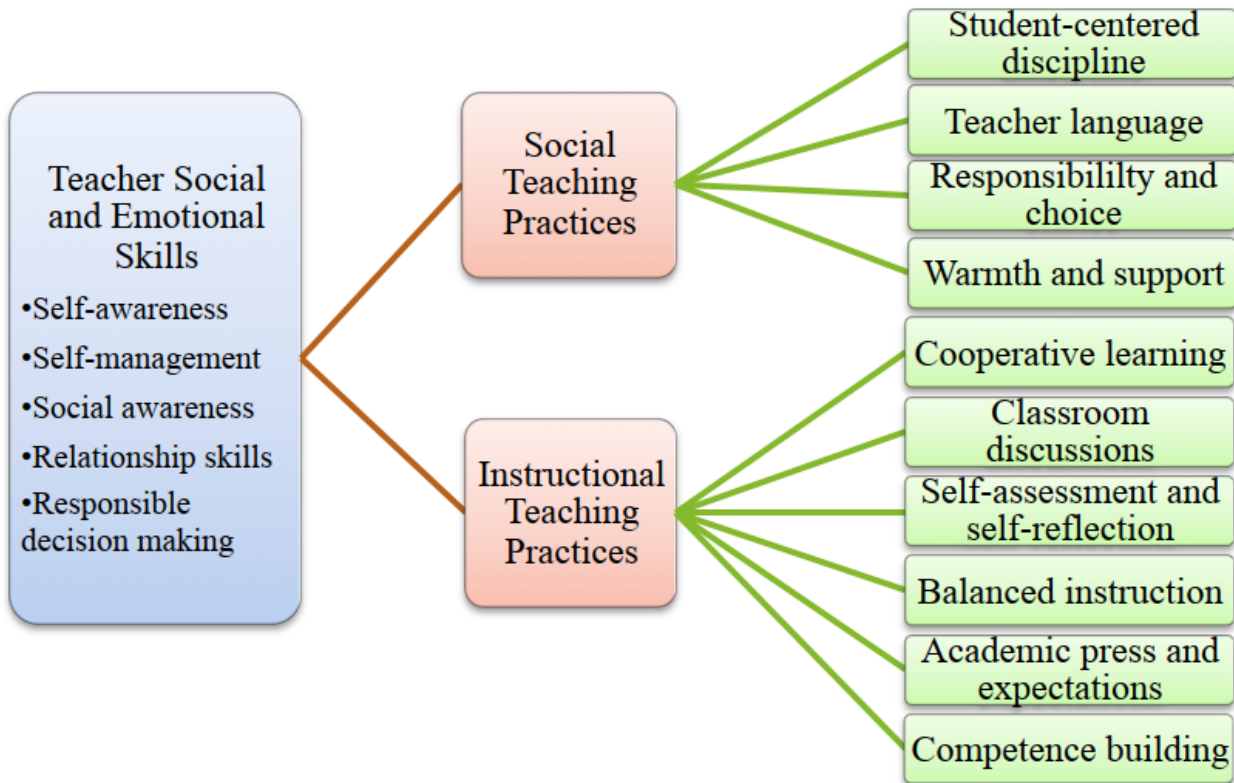 Teacher Social
and Emotional
Skills
•Self-awareness
•Self-management
•Social awareness
•Relationship skills
•Responsible
decision making
Social
Teaching
Practices
Instructional
Teaching
Practices
Student-centered
discipline
Teacher language
Responsibililty and
choice
Warmth and support
Cooperative learning
Classroom
discussions
Self-assessment and
self-reflection
Balanced instruction
Academic press and
expectations
Competence building